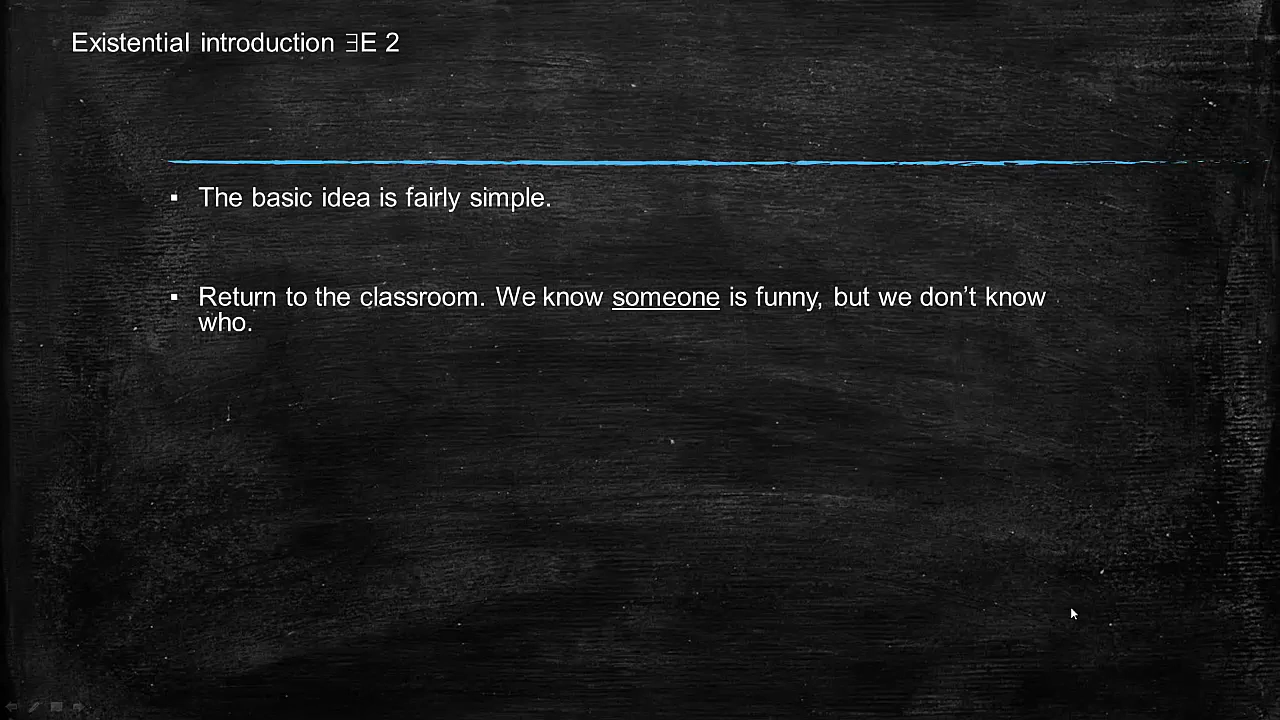 Existential introduction ∃E 2
▪ The basic idea is fairly simple.
▪ Return to the classroom. We know someone is funny, but we don’t know
who.